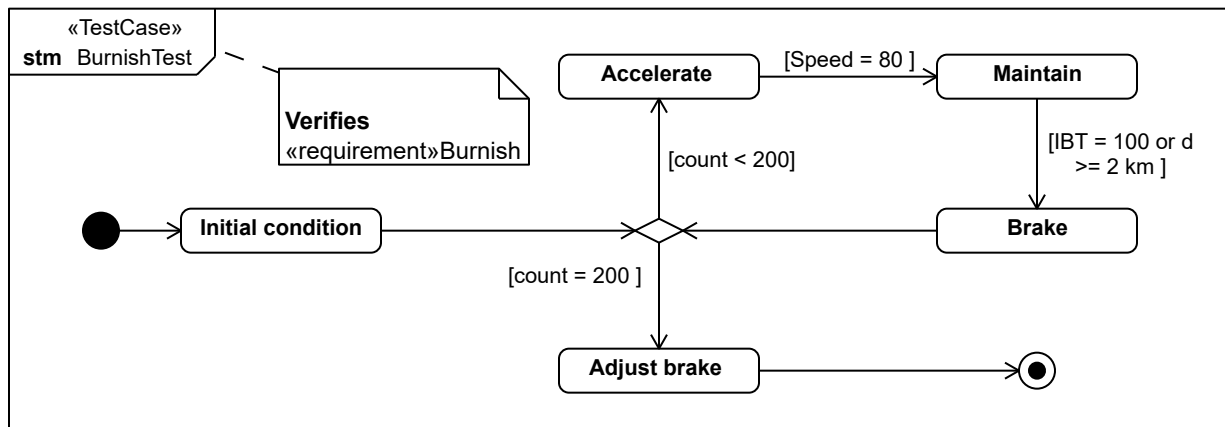 «TestCase»
stm BurnishTest
Verifies
«requirement»Burnish
Accelerate
[Speed = 80 ]
Maintain
[count < 200]
[IBT = 100 or d
>= 2 km ]
Initial condition
Brake
[count = 200 ]
Adjust brake